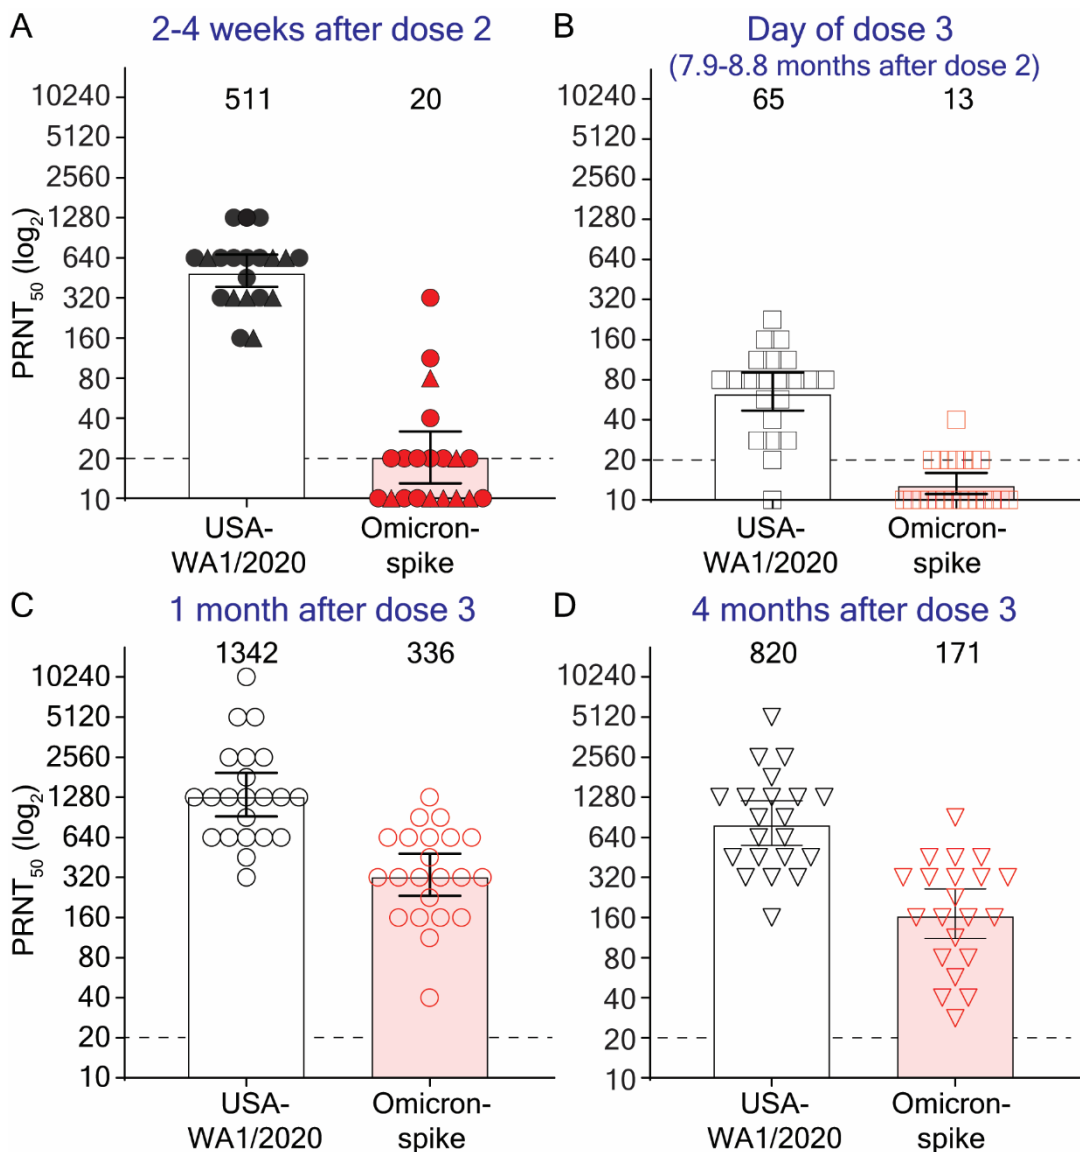 A
2-4 weeks after dose 2
511
20
PRNT50 (log2)
10240
5120
2560
1280
640
320
160
80
40
20
10
USA-
WA1/2020
Omicron-
spike
B
Day of dose 3
(7.9-8.8 months after dose 2)
65
13
10240
5120
2560
1280
640
320
160
80
40
20
10
USA-
WA1/2020
Omicron-
spike
C
1 month after dose 3
1342
336
PRNT50 (log2)
10240
5120
2560
1280
640
320
160
80
40
20
10
USA-
WA1/2020
Omicron-
spike
D
4 months after dose 3
820
171
10240
5120
2560
1280
640
320
160
80
40
20
10
USA-
WA1/2020
Omicron-
spike